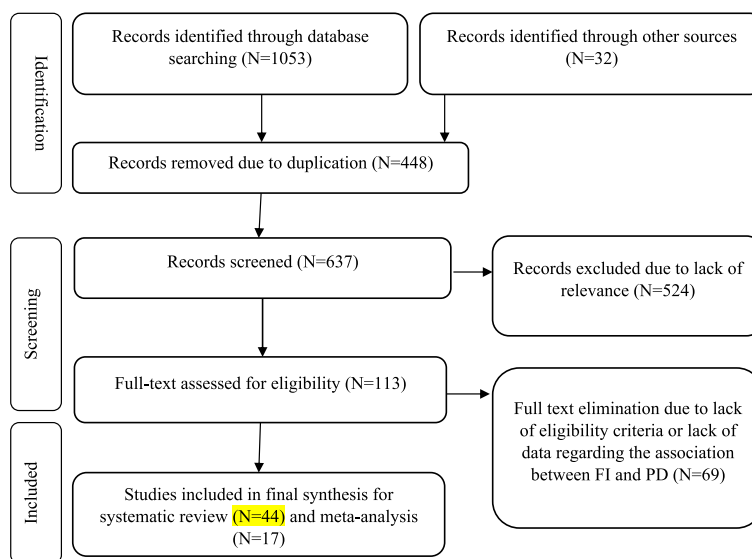 Identification
Records identified through database
searching (N=1053)
Records identified through other sources
(N=32)
Records removed due to duplication (N=448)
Screening
Records screened (N=637)
Records excluded due to lack of
relevance (N=524)
Full-text assessed for eligibility (N=113)
Full text elimination due to lack
of eligibility criteria or lack of
data regarding the association
between FI and PD (N=69)
Included
Studies included in final synthesis for
systematic review (N=44) and meta-analysis
(N=17)